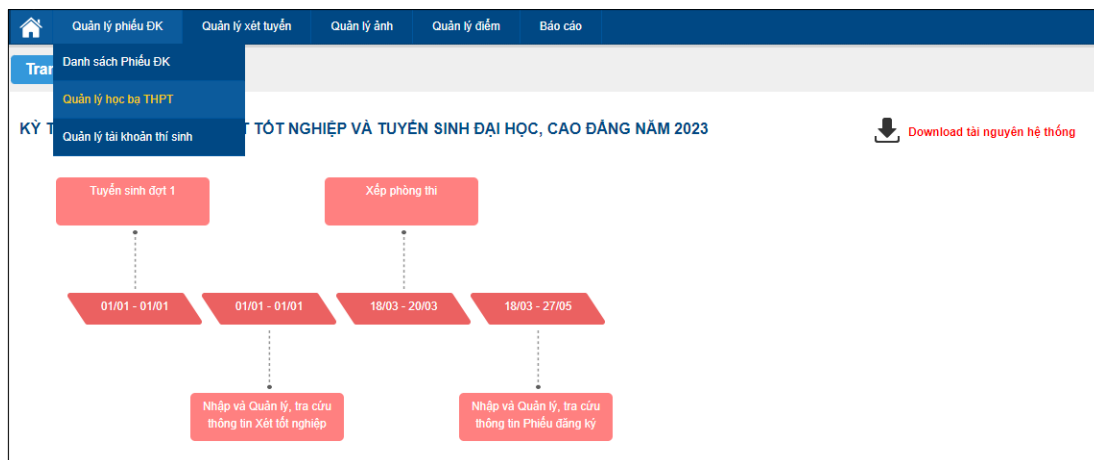 Quản lý phiếu ĐK Quản lý xét tuyển Quản lý ảnh Quản lý điểm Báo cáo
Danh sách Phiếu ĐK
Quản lý học bạ THPT
Quản lý tài khoản thí sinh
KỲ T T TỐT NGHIỆP VÀ TUYỂN SINH ĐẠI HỌC, CAO ĐẲNG NĂM 2023
Download tài nguyên hệ thống
Tuyển sinh đợt 1
Xếp phòng thi
01/01 - 01/01
01/01 - 01/01
18/03 - 20/03
18/03 - 27/05
Nhập và Quản lý, tra cứu
thông tin Xét tốt nghiệp
Nhập và Quản lý, tra cứu
thông tin Phiếu đăng ký